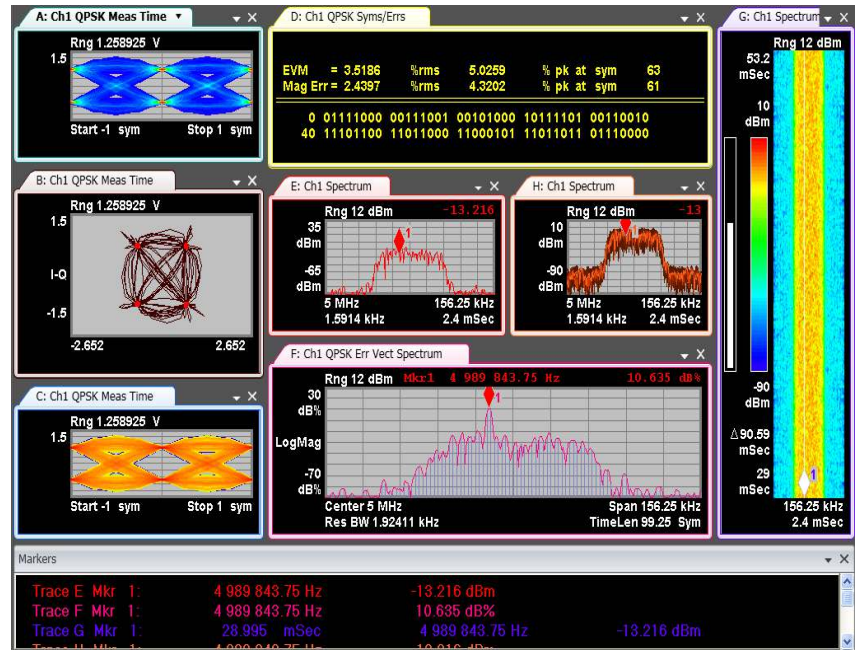 A: Ch1 QPSK Meas Time
Rng 1.258925 V
1.5
Start -1 sym Stop 1 sym
B: Ch1 QPSK Meas Time
Rng 1.258925 V
1.5
I-Q
-1.5
-2.652 2.652
C: Ch1 QPSK Meas Time
Rng 1.258925 V
1.5
Start -1 sym Stop 1 sym
D: Ch1 QPSK Syms/Errs
EVM = 3.5186 %rms 5.0259 % pk at sym 63
Mag Err = 2.4397 %rms 4.3202 % pk at sym 61
0 01111000 00111001 00101000 10111101 00110010
40 11101100 11011000 11000101 11011011 01110000
E: Ch1 Spectrum
Rng 12 dBm -13.216
35
dBm
1
-65
dBm
5 MHz 156.25 kHz
1.5914 kHz 2.4 mSec
H: Ch1 Spectrum
Rng 12 dBm -13
10
dBm
-90
dBm
5 MHz 156.25 kHz
1.5914 kHz 2.4 mSec
F: Ch1 QPSK Err Vect Spectrum
Rng 12 dBm Mkr1 4 989 843.75 Hz 10.635 dB%
30
dB%
1
LogMag
-70
dB%
Center 5 MHz Span 156.25 kHz
Res BW 1.92411 kHz TimeLen 99.25 Sym
G: Ch1 Spectrum
Rng 12 dBm
53.2
mSec
10
dBm
-90
dBm
Δ90.59
mSec
29
mSec
1
156.25 kHz
2.4 mSec
Markers
Trace E Mkr 1: 4 989 843.75 Hz -13.216 dBm
Trace F Mkr 1: 4 989 843.75 Hz 10.635 dB%
Trace G Mkr 1: 28.995 mSec 4 989 843.75 Hz -13.216 dBm